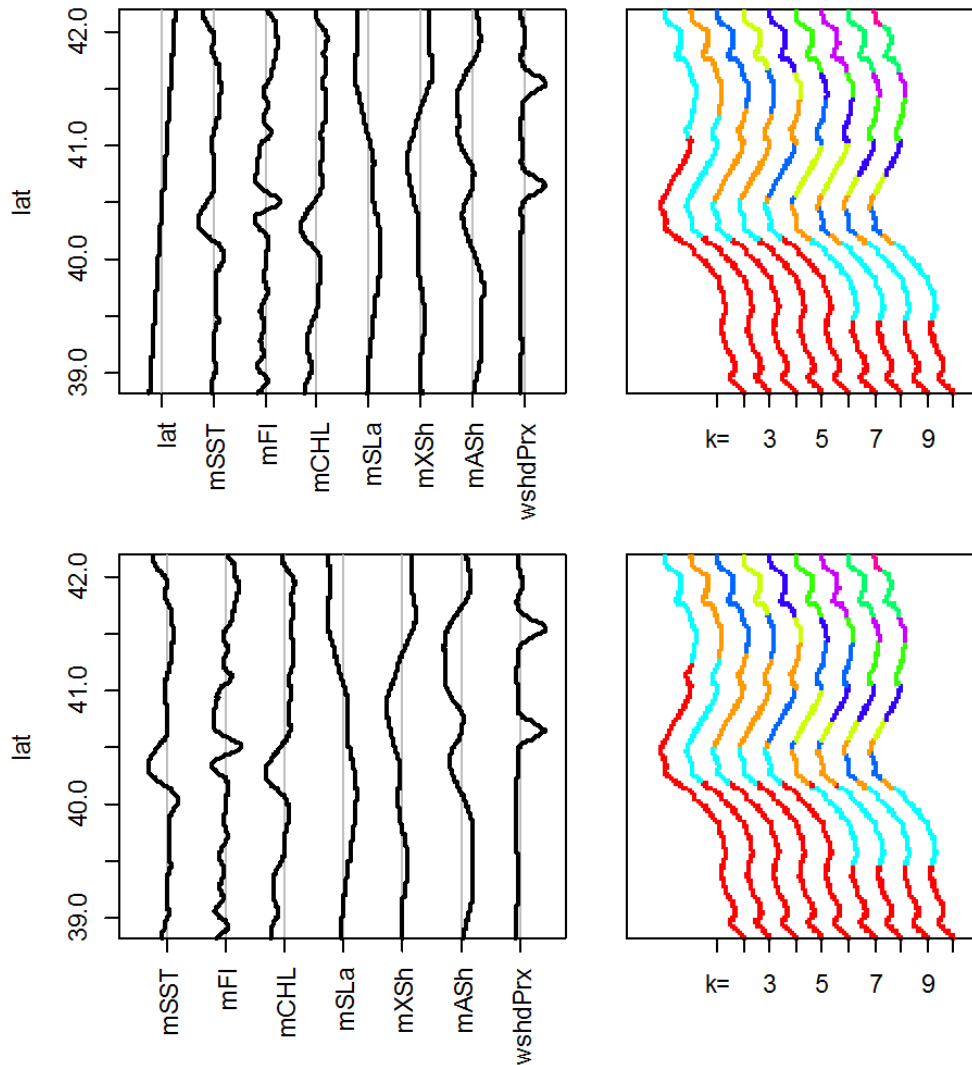 42.0
41.0
40.0
39.0
lat
lat
mSST
mFI
mCHL
mSLa
mXSh
mASh
wshdPrx
k= 3 5 7 9
42.0
41.0
40.0
39.0
lat
mSST
mFI
mCHL
mSLa
mXSh
mASh
wshdPrx
k= 3 5 7 9